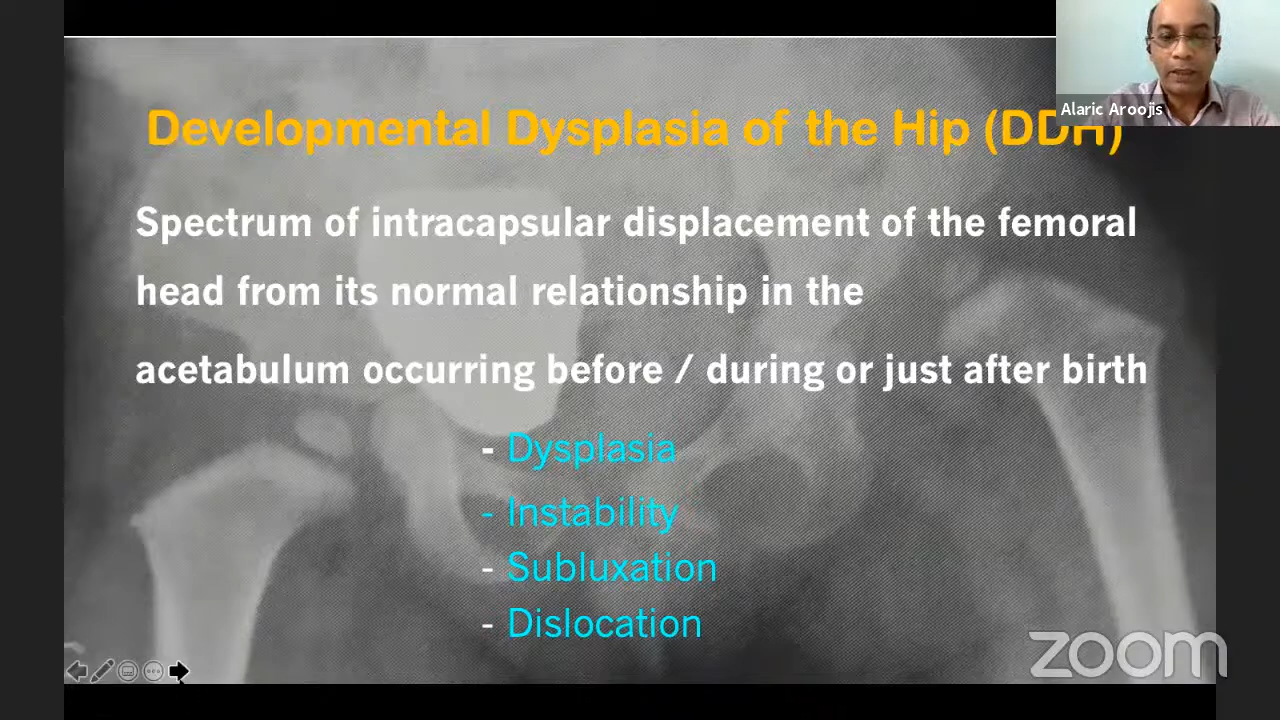 Alaric Aroojis
Developmental Dysplasia of the Hip (DDH)
Spectrum of intracapsular displacement of the femoral
head from its normal relationship in the
acetabulum occurring before / during or just after birth
- Dysplasia
- Instability
- Subluxation
- Dislocation
zoom